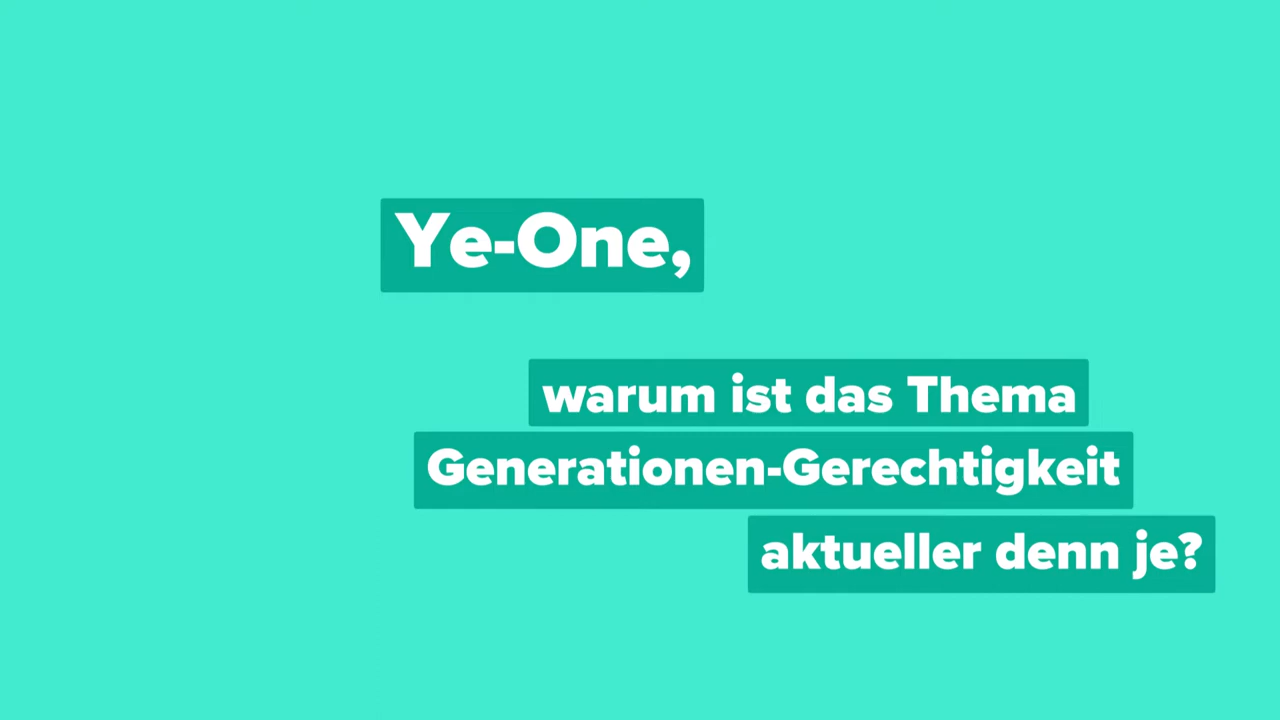 Ye-One,
warum ist das Thema
Generationen-Gerechtigkeit
aktueller denn je?